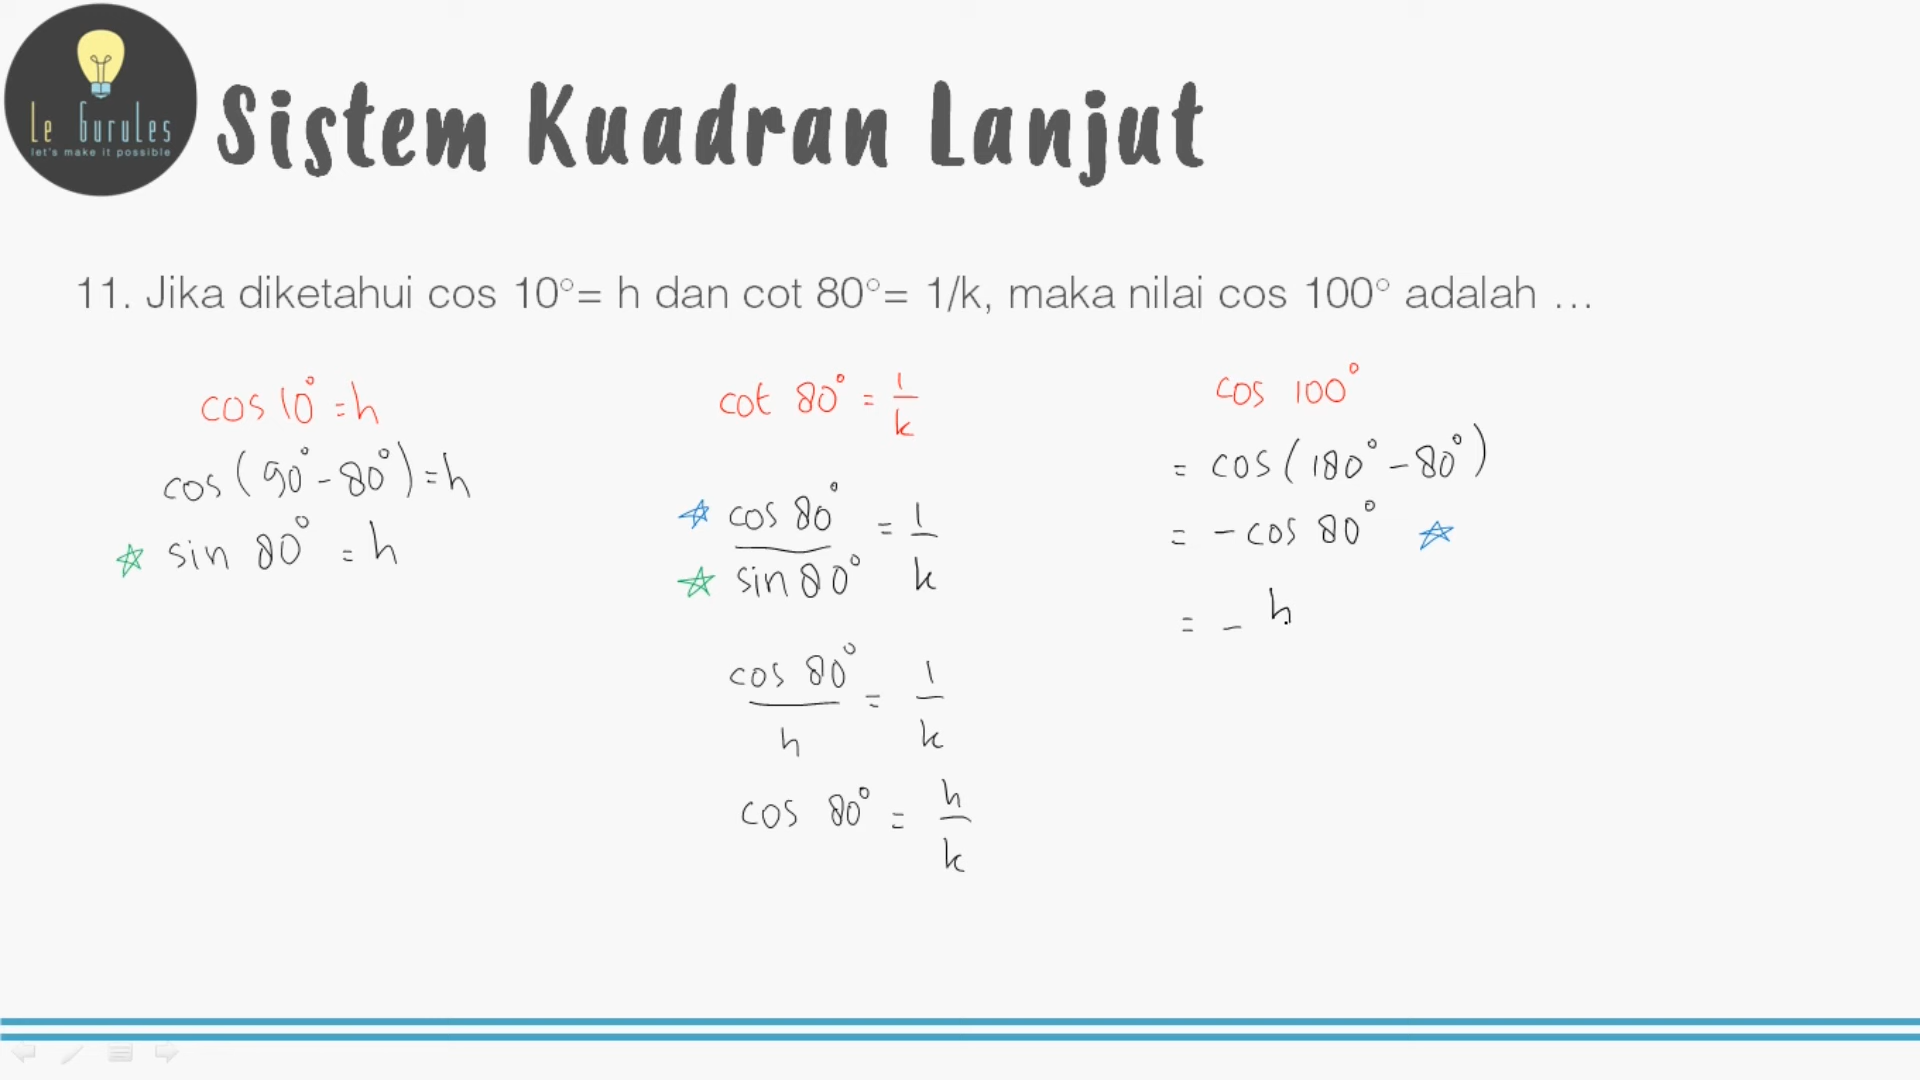 Le Gurules
let's make it possible
Sistem Kuadran Lanjut
11. Jika diketahui cos 10°= h dan cot 80°= 1/k, maka nilai cos 100° adalah …
cos 10° = h
cos (90° - 80°) = h
☆ sin 80° = h
cot 80° = 1/k
☆ cos 80° / ☆ sin 80° = 1/k
cos 80° / h = 1/k
cos 80° = h/k
cos 100°
= cos (180° - 80°)
= - cos 80° ☆
= - h